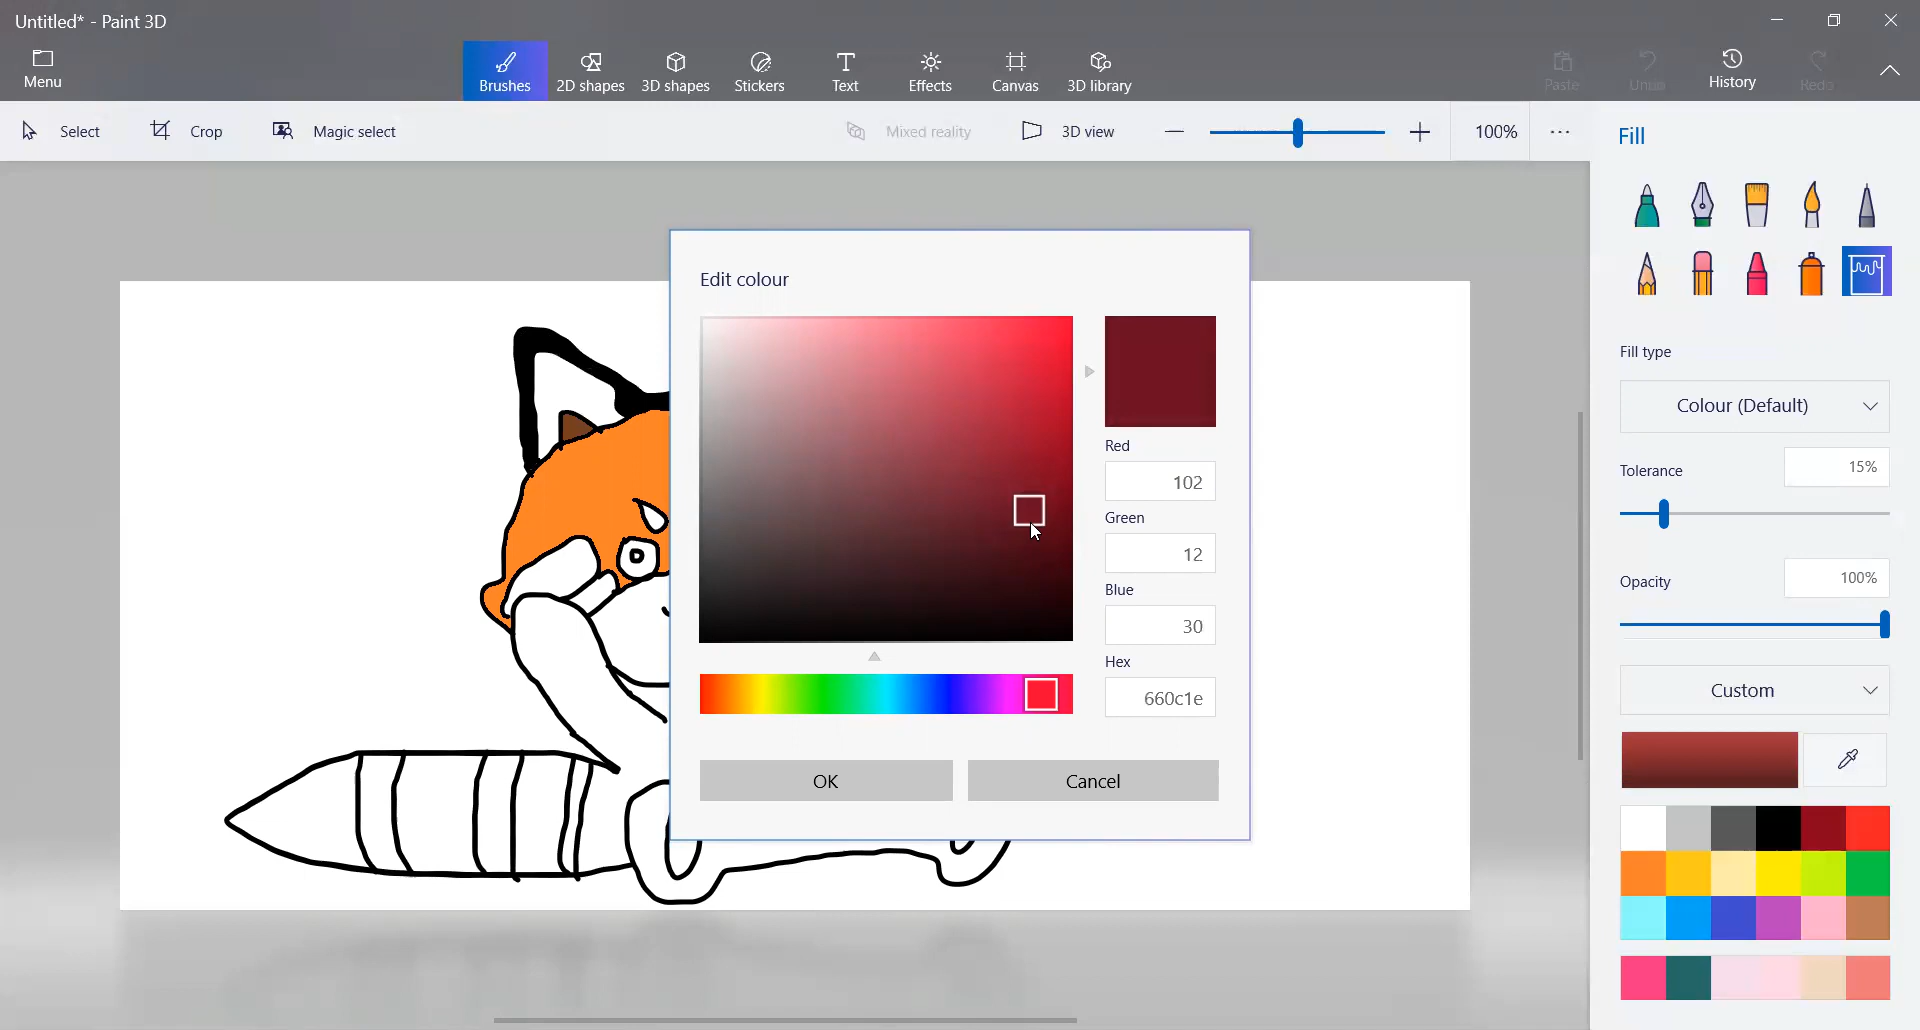 Untitled* - Paint 3D
Menu
Brushes
2D shapes
3D shapes
Stickers
Text
Effects
Canvas
3D library
Paste
Undo
History
Redo
Select
Crop
Magic select
Mixed reality
3D view
100%
Fill
Edit colour
Red
102
Green
12
Blue
30
Hex
660c1e
OK
Cancel
Fill type
Colour (Default)
Tolerance
15%
Opacity
100%
Custom